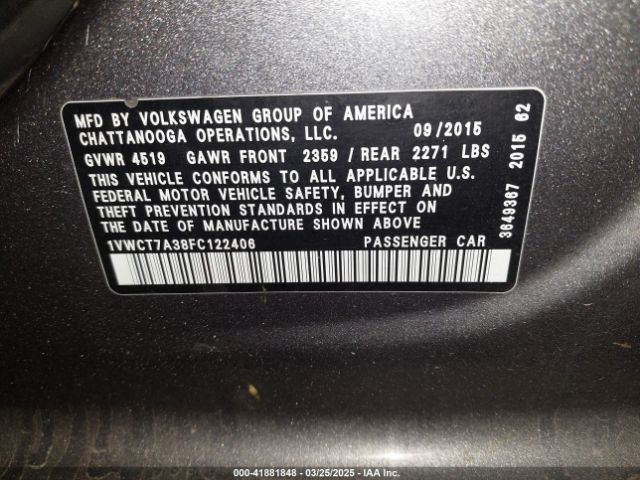 MFD BY VOLKSWAGEN GROUP OF AMERICA
CHATTANOOGA OPERATIONS, LLC. 09/2015
GVWR 4519 GAWR FRONT 2359 / REAR 2271 LBS
THIS VEHICLE CONFORMS TO ALL APPLICABLE U.S.
FEDERAL MOTOR VEHICLE SAFETY, BUMPER AND
THEFT PREVENTION STANDARDS IN EFFECT ON
THE DATE OF MANUFACTURE SHOWN ABOVE
1VWCT7A38FC122406 PASSENGER CAR
3649367 2015 62
000-41881848 — 03/25/2025 — IAA Inc.